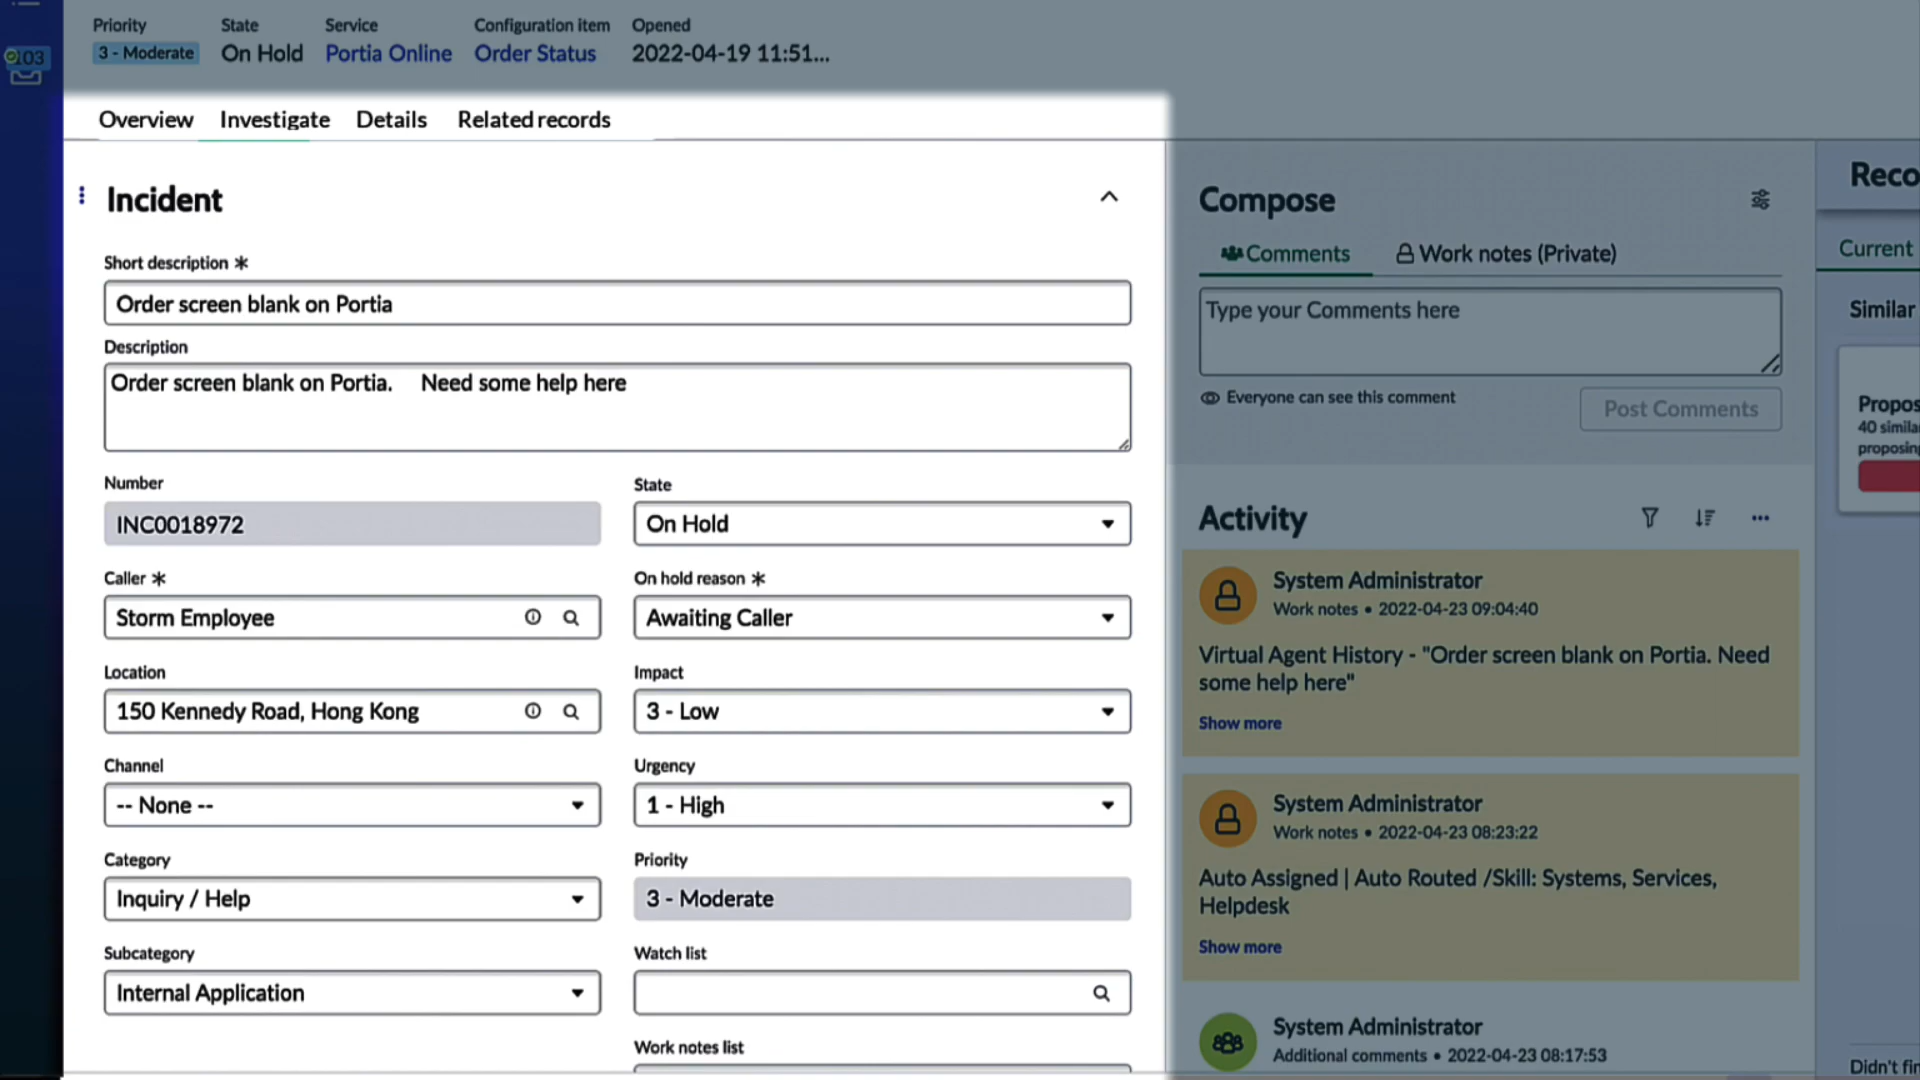 Priority
3 - Moderate
State
On Hold
Service
Portia Online
Configuration item
Order Status
Opened
2022-04-19 11:51...
103
Overview
Investigate
Details
Related records
Incident
Short description *
Order screen blank on Portia
Description
Order screen blank on Portia. Need some help here
Number
INC0018972
State
On Hold
Caller *
Storm Employee
On hold reason *
Awaiting Caller
Location
150 Kennedy Road, Hong Kong
Impact
3 - Low
Channel
-- None --
Urgency
1 - High
Category
Inquiry / Help
Priority
3 - Moderate
Subcategory
Internal Application
Watch list
Work notes list
Compose
Comments
Work notes (Private)
Type your Comments here
Everyone can see this comment
Post Comments
Activity
System Administrator
Work notes • 2022-04-23 09:04:40
Virtual Agent History - "Order screen blank on Portia. Need
some help here"
Show more
System Administrator
Work notes • 2022-04-23 08:23:22
Auto Assigned | Auto Routed /Skill: Systems, Services,
Helpdesk
Show more
System Administrator
Additional comments • 2022-04-23 08:17:53
Reco
Current
Similar
Propos
40 simila
proposing
Didn't fin